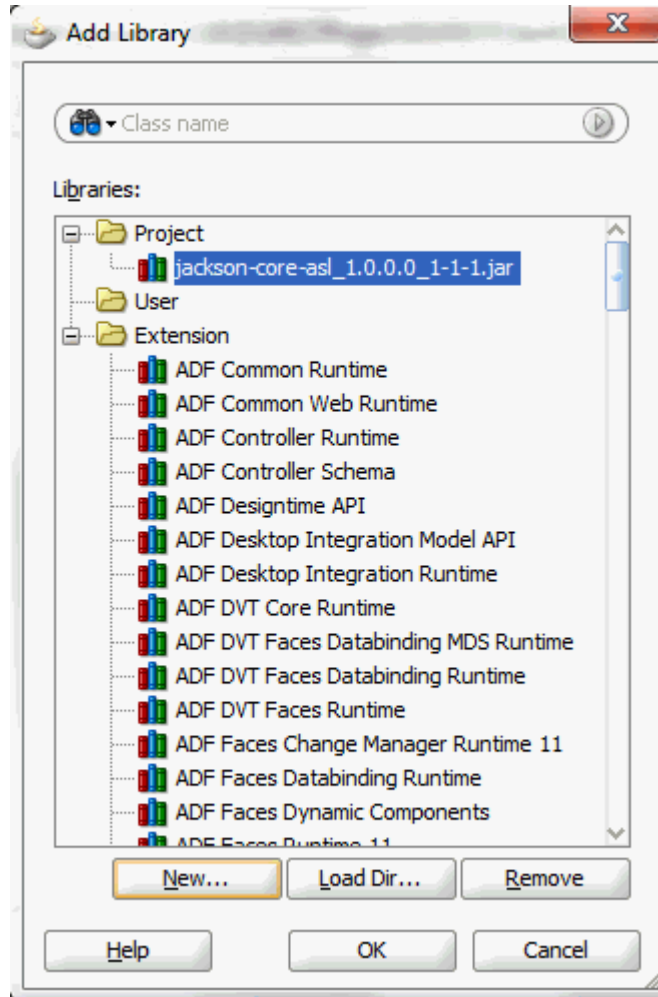 Add Library
Class name
Libraries:
Project
jackson-core-asl_1.0.0.0_1-1-1.jar
User
Extension
ADF Common Runtime
ADF Common Web Runtime
ADF Controller Runtime
ADF Controller Schema
ADF Designtime API
ADF Desktop Integration Model API
ADF Desktop Integration Runtime
ADF DVT Core Runtime
ADF DVT Faces Databinding MDS Runtime
ADF DVT Faces Databinding Runtime
ADF DVT Faces Runtime
ADF Faces Change Manager Runtime 11
ADF Faces Databinding Runtime
ADF Faces Dynamic Components
ADF Faces Runtime 11
New... Load Dir... Remove
Help OK Cancel